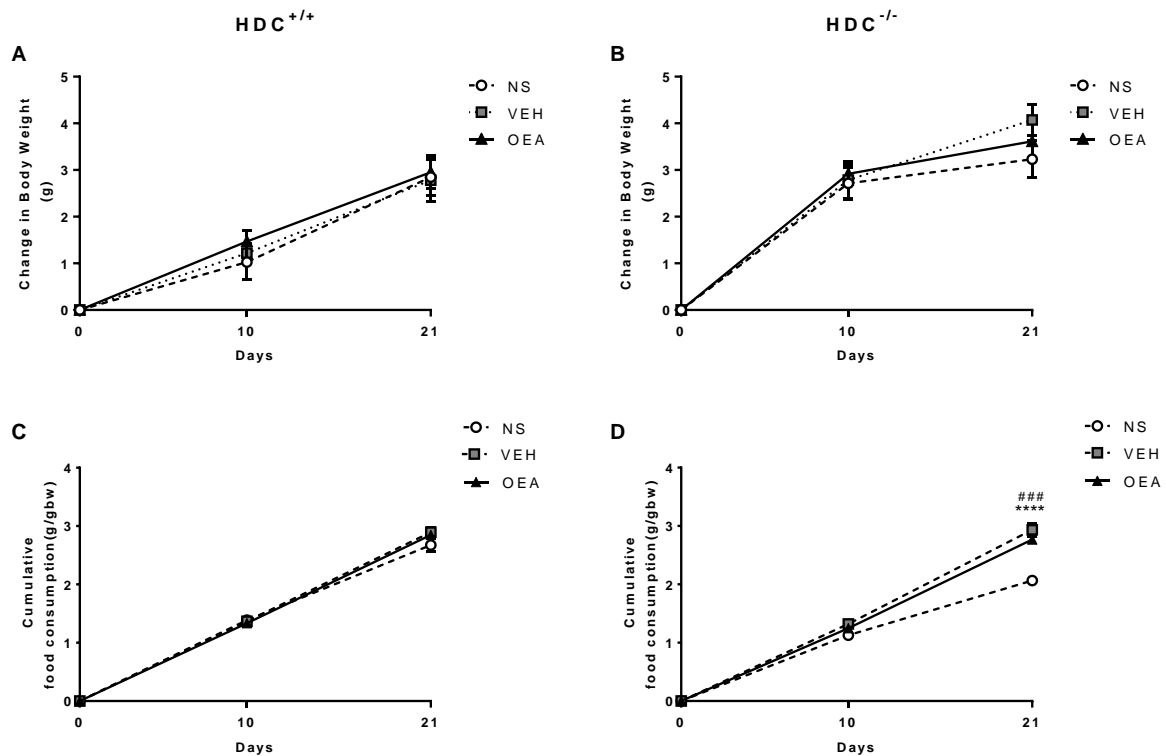 HDC+/+
HDC-/-
A
NS
VEH
OEA
Change in Body Weight
(g)
5
4
3
2
1
0
0 10 21
Days
B
NS
VEH
OEA
Change in Body Weight
(g)
5
4
3
2
1
0
0 10 21
Days
C
NS
VEH
OEA
Cumulative
food consumption(g/gbw)
4
3
2
1
0
0 10 21
Days
D
NS
VEH
OEA
###
****
Cumulative
food consumption(g/gbw)
4
3
2
1
0
0 10 21
Days